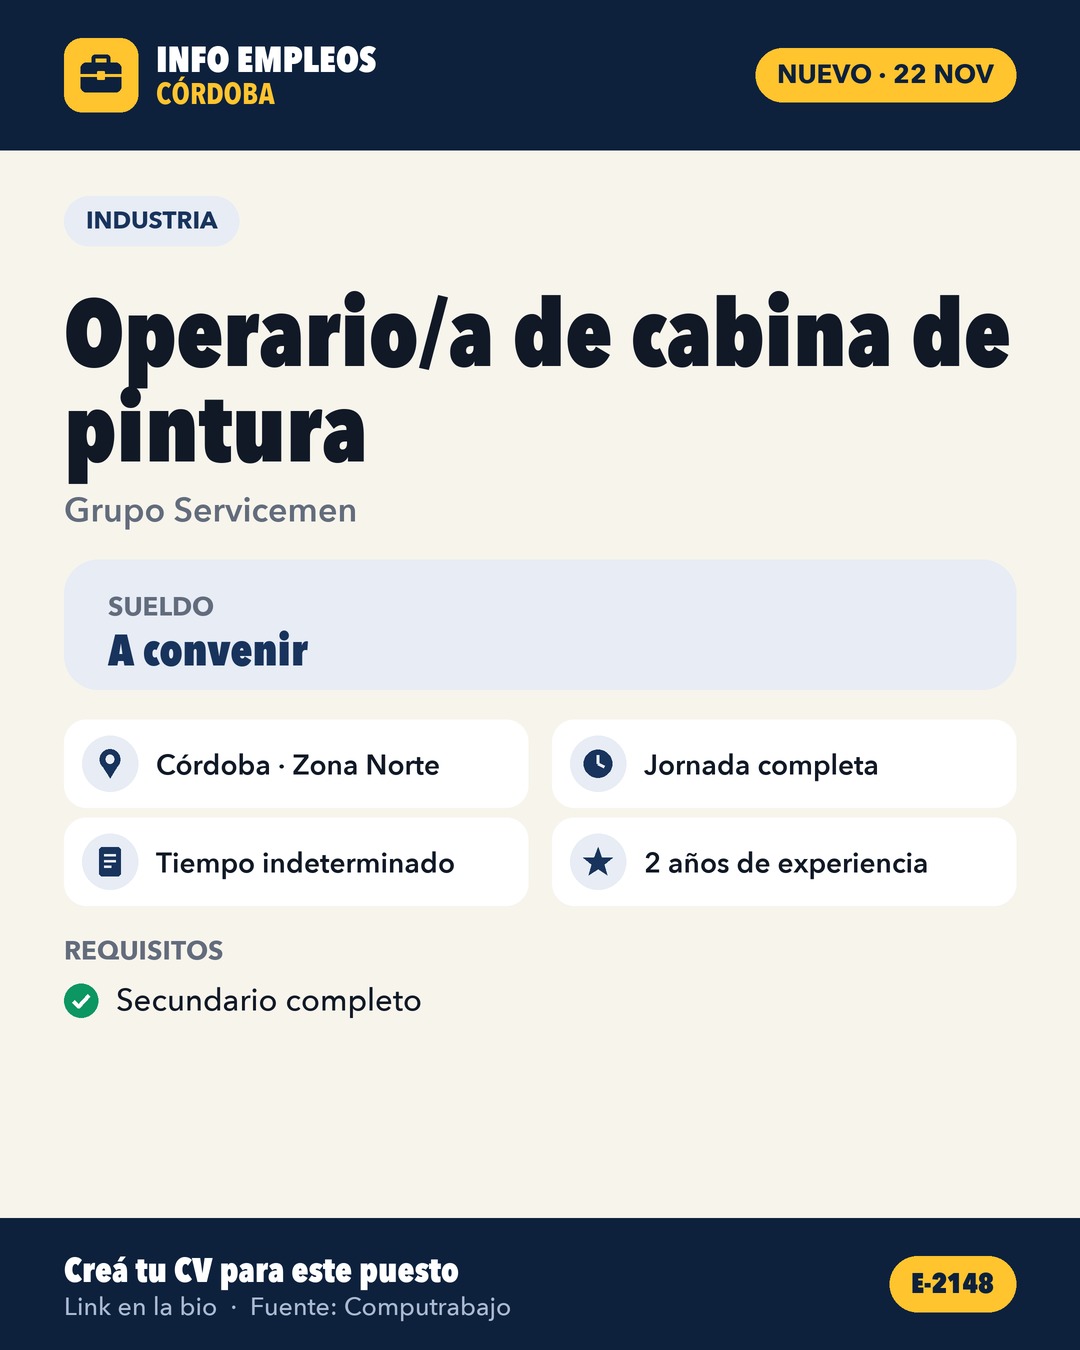 INFO EMPLEOS
CÓRDOBA
NUEVO · 22 NOV
INDUSTRIA
Operario/a de cabina de
pintura
Grupo Servicemen
SUELDO
A convenir
Córdoba · Zona Norte
Jornada completa
Tiempo indeterminado
2 años de experiencia
REQUISITOS
Secundario completo
Creá tu CV para este puesto
Link en la bio · Fuente: Computrabajo
E-2148